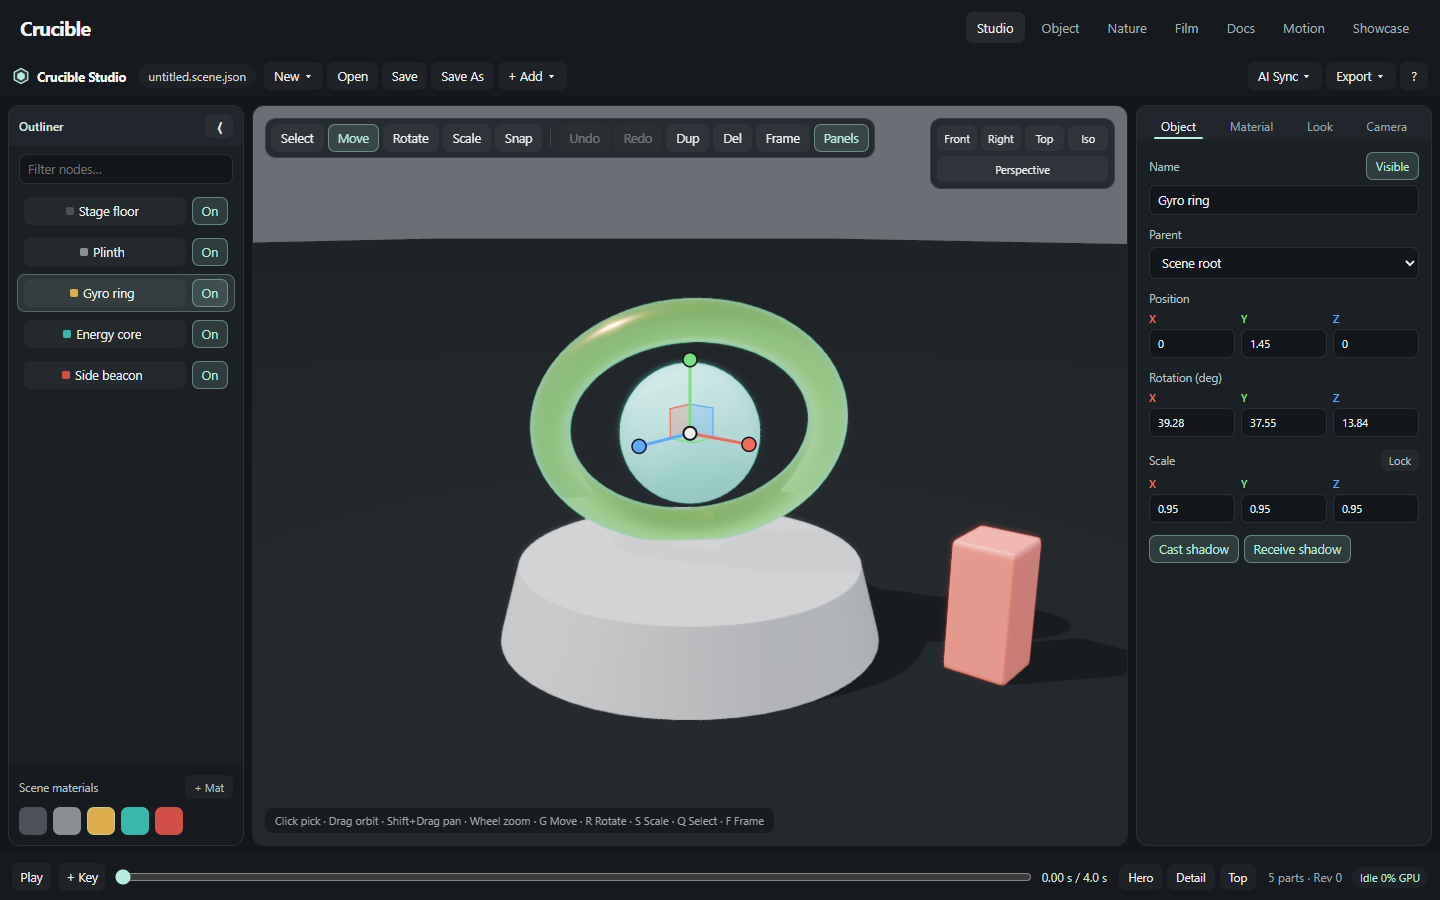 Crucible
Studio Object Nature Film Docs Motion Showcase
Crucible Studio untitled.scene.json New Open Save Save As + Add AI Sync Export ?
Outliner
Filter nodes...
Stage floor On
Plinth On
Gyro ring On
Energy core On
Side beacon On
Scene materials + Mat
Select Move Rotate Scale Snap Undo Redo Dup Del Frame Panels
Front Right Top Iso
Perspective
Click pick · Drag orbit · Shift+Drag pan · Wheel zoom · G Move · R Rotate · S Scale · Q Select · F Frame
Object Material Look Camera
Name Visible
Gyro ring
Parent
Scene root
Position
X Y Z
0 1.45 0
Rotation (deg)
X Y Z
39.28 37.55 13.84
Scale Lock
X Y Z
0.95 0.95 0.95
Cast shadow Receive shadow
Play + Key 0.00 s / 4.0 s Hero Detail Top 5 parts · Rev 0 Idle 0% GPU